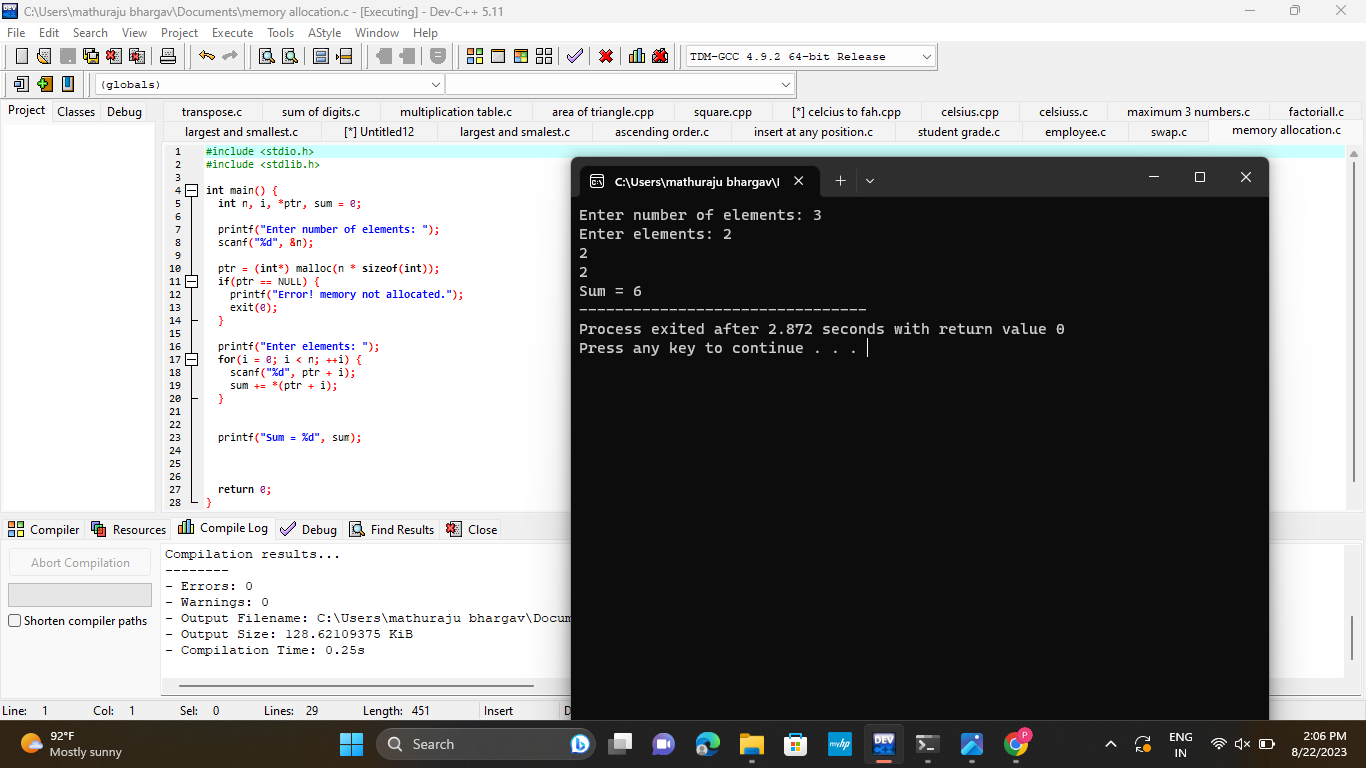 C:\Users\mathuraju bhargav\Documents\memory allocation.c - [Executing] - Dev-C++ 5.11
File Edit Search View Project Execute Tools AStyle Window Help
TDM-GCC 4.9.2 64-bit Release
(globals)
Project Classes Debug
transpose.c sum of digits.c multiplication table.c area of triangle.cpp square.cpp [*] celcius to fah.cpp celsius.cpp celsiuss.c maximum 3 numbers.c factoriall.c
largest and smallest.c [*] Untitled12 largest and smalest.c ascending order.c insert at any position.c student grade.c employee.c swap.c memory allocation.c
1 #include <stdio.h>
2 #include <stdlib.h>
3
4 int main() {
5 int n, i, *ptr, sum = 0;
6
7 printf("Enter number of elements: ");
8 scanf("%d", &n);
9
10 ptr = (int*) malloc(n * sizeof(int));
11 if(ptr == NULL) {
12 printf("Error! memory not allocated.");
13 exit(0);
14 }
15
16 printf("Enter elements: ");
17 for(i = 0; i < n; ++i) {
18 scanf("%d", ptr + i);
19 sum += *(ptr + i);
20 }
21
22
23 printf("Sum = %d", sum);
24
25
26
27 return 0;
28 }
C:\Users\mathuraju bhargav\
Enter number of elements: 3
Enter elements: 2
2
2
Sum = 6
--------------------------------
Process exited after 2.872 seconds with return value 0
Press any key to continue . . .
Compiler Resources Compile Log Debug Find Results Close
Abort Compilation
Shorten compiler paths
Compilation results...
--------
- Errors: 0
- Warnings: 0
- Output Filename: C:\Users\mathuraju bhargav\Docum
- Output Size: 128.62109375 KiB
- Compilation Time: 0.25s
Line: 1 Col: 1 Sel: 0 Lines: 29 Length: 451 Insert D
92°F
Mostly sunny
Search
DEV
myhp
P
ENG
IN
2:06 PM
8/22/2023